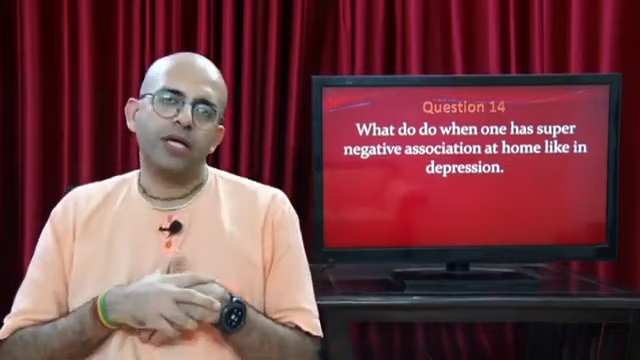 Question 14
What do do when one has super
negative association at home like in
depression.